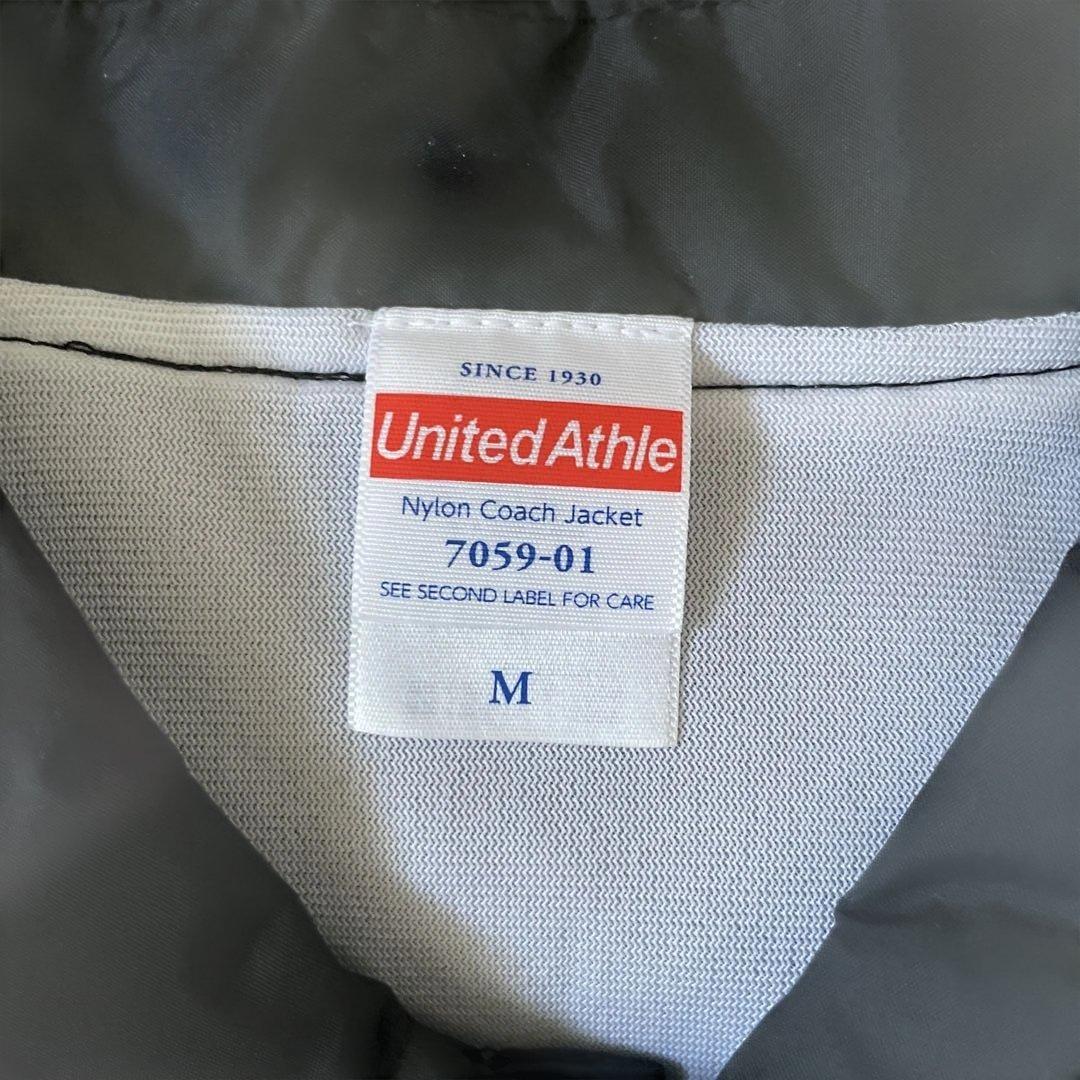 SINCE 1930
United Athle
Nylon Coach Jacket
7059-01
SEE SECOND LABEL FOR CARE
M